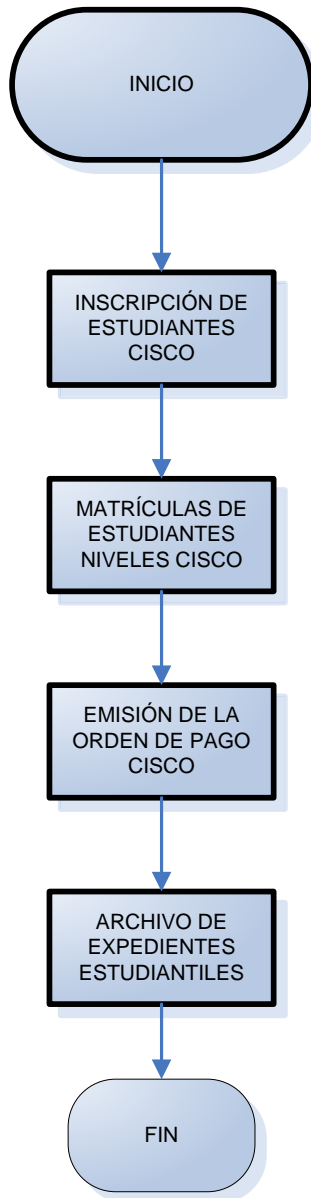 INICIO
INSCRIPCIÓN DE
ESTUDIANTES
CISCO
MATRÍCULAS DE
ESTUDIANTES
NIVELES CISCO
EMISIÓN DE LA
ORDEN DE PAGO
CISCO
ARCHIVO DE
EXPEDIENTES
ESTUDIANTILES
FIN